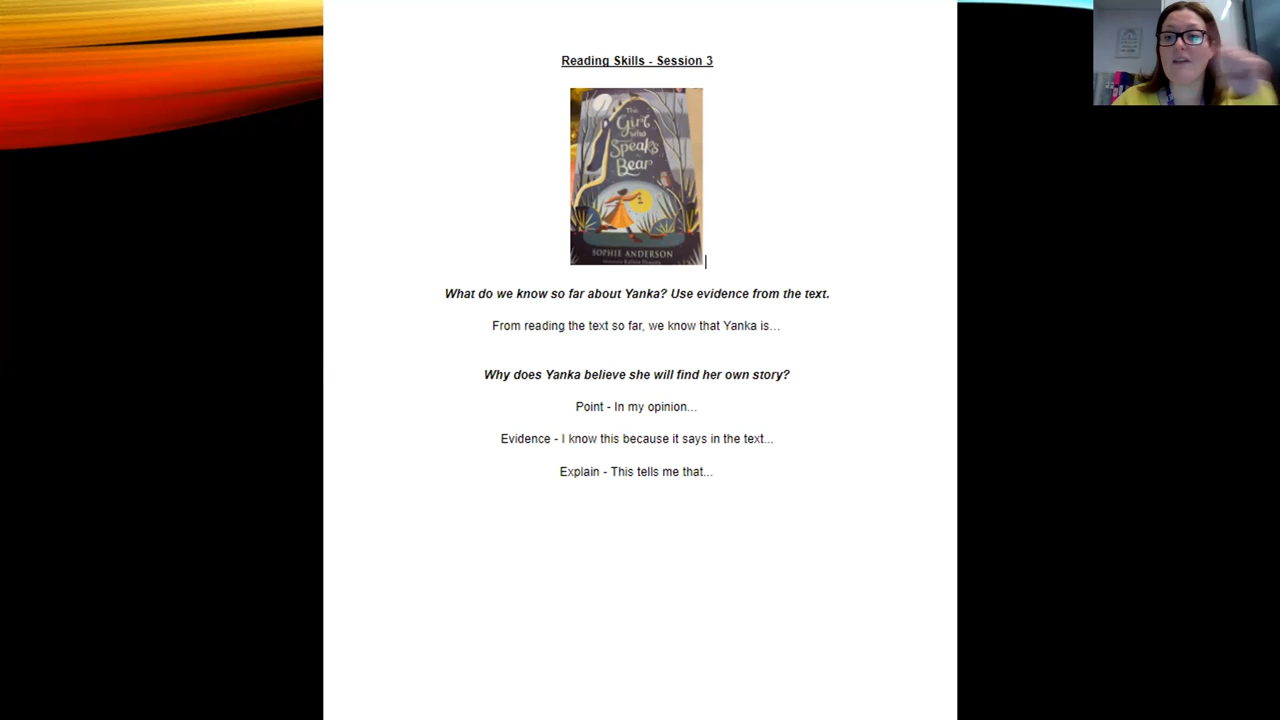 Reading Skills - Session 3
The
Girl
who
Speaks
Bear
SOPHIE ANDERSON
What do we know so far about Yanka? Use evidence from the text.
From reading the text so far, we know that Yanka is...
Why does Yanka believe she will find her own story?
Point - In my opinion...
Evidence - I know this because it says in the text...
Explain - This tells me that...